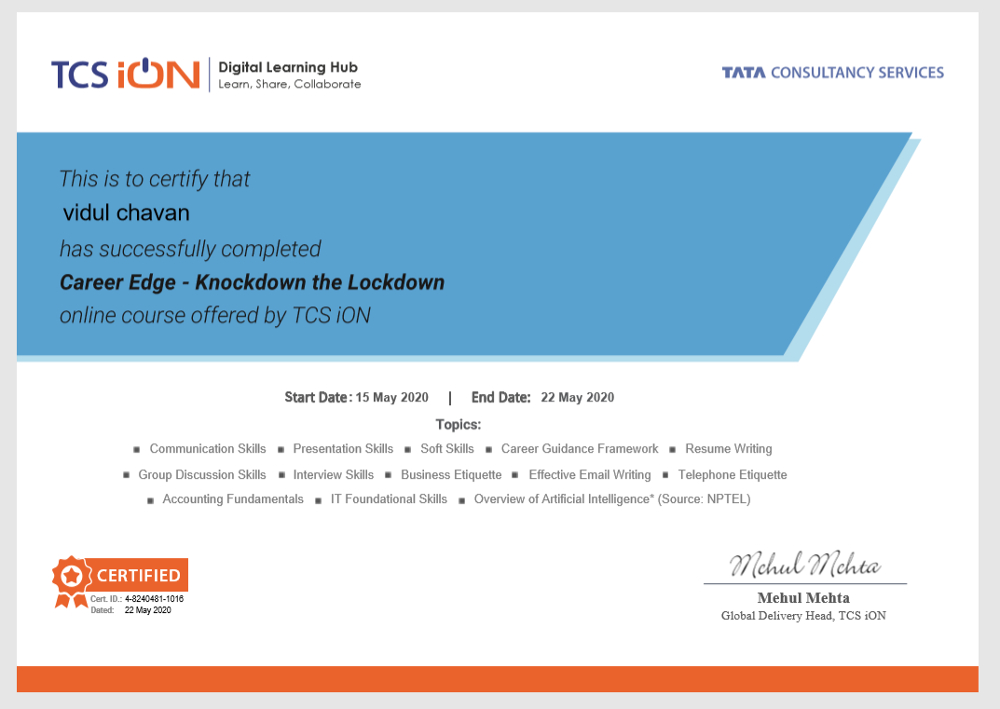 TCS iON Digital Learning Hub
Learn, Share, Collaborate
TATA CONSULTANCY SERVICES
This is to certify that
vidul chavan
has successfully completed
Career Edge - Knockdown the Lockdown
online course offered by TCS iON
Start Date: 15 May 2020 | End Date: 22 May 2020
Topics:
▪ Communication Skills ▪ Presentation Skills ▪ Soft Skills ▪ Career Guidance Framework ▪ Resume Writing
▪ Group Discussion Skills ▪ Interview Skills ▪ Business Etiquette ▪ Effective Email Writing ▪ Telephone Etiquette
▪ Accounting Fundamentals ▪ IT Foundational Skills ▪ Overview of Artificial Intelligence* (Source: NPTEL)
CERTIFIED
Cert. ID.: 4-8240481-1016
Dated: 22 May 2020
Mehul Mehta
Mehul Mehta
Global Delivery Head, TCS iON